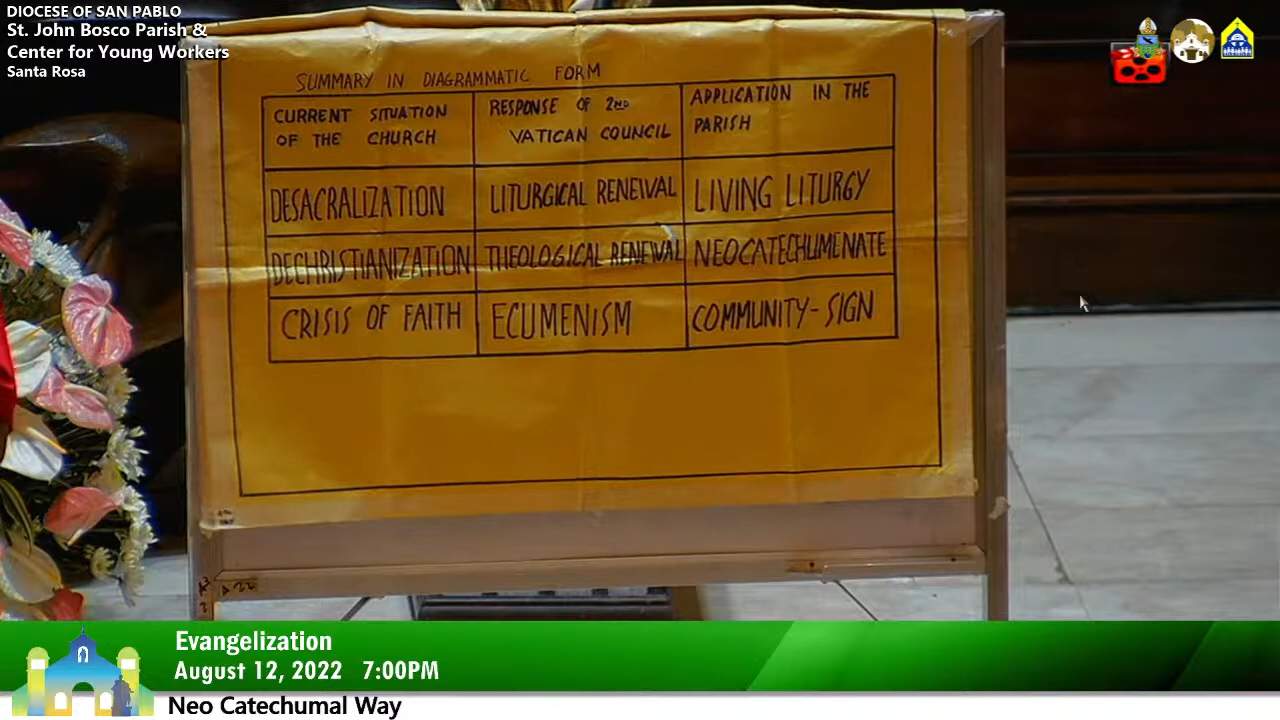 DIOCESE OF SAN PABLO
St. John Bosco Parish &
Center for Young Workers
Santa Rosa
SUMMARY IN DIAGRAMMATIC FORM
CURRENT SITUATION
OF THE CHURCH
RESPONSE OF 2ND
VATICAN COUNCIL
APPLICATION IN THE
PARISH
DESACRALIZATION
LITURGICAL RENEWAL
LIVING LITURGY
DECHRISTIANIZATION
THEOLOGICAL RENEWAL
NEOCATECHUMENATE
CRISIS OF FAITH
ECUMENISM
COMMUNITY-SIGN
Evangelization
August 12, 2022 7:00PM
Neo Catechumal Way